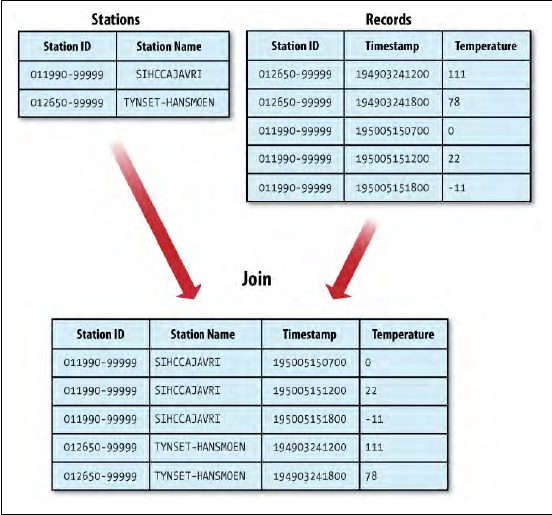 Stations
Station ID Station Name
011990-99999 SIHCCAJAVRI
012650-99999 TYNSET-HANSMOEN
Records
Station ID Timestamp Temperature
012650-99999 194903241200 111
012650-99999 194903241800 78
011990-99999 195005150700 0
011990-99999 195005151200 22
011990-99999 195005151800 -11
Join
Station ID Station Name Timestamp Temperature
011990-99999 SIHCCAJAVRI 195005150700 0
011990-99999 SIHCCAJAVRI 195005151200 22
011990-99999 SIHCCAJAVRI 195005151800 -11
012650-99999 TYNSET-HANSMOEN 194903241200 111
012650-99999 TYNSET-HANSMOEN 194903241800 78